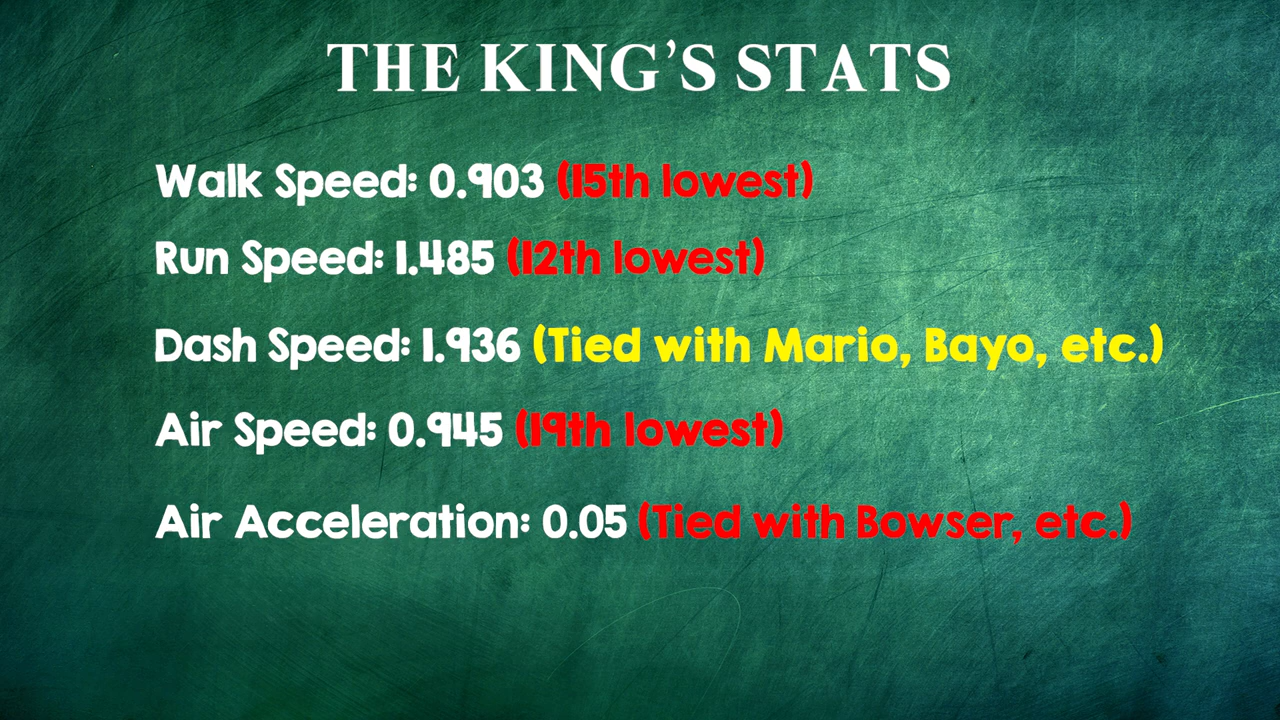 THE KING'S STATS
Walk Speed: 0.903 (15th lowest)
Run Speed: 1.485 (12th lowest)
Dash Speed: 1.936 (Tied with Mario, Bayo, etc.)
Air Speed: 0.945 (19th lowest)
Air Acceleration: 0.05 (Tied with Bowser, etc.)